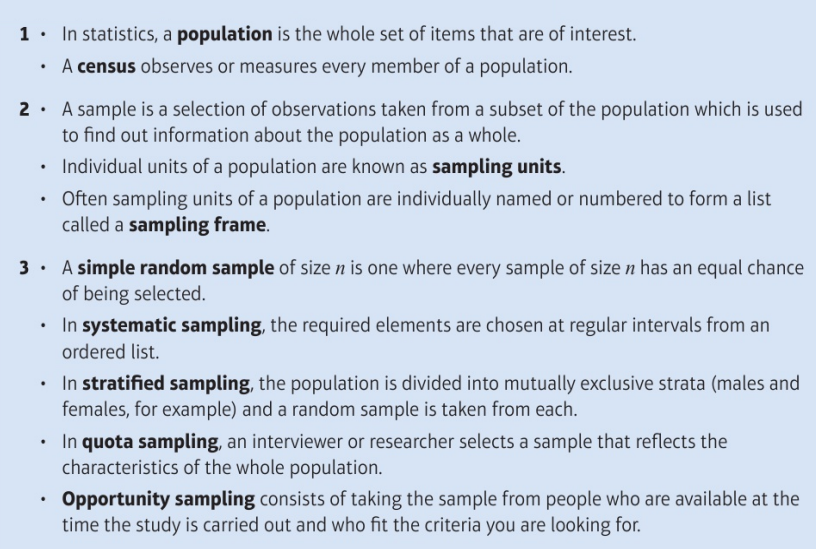 1 • In statistics, a population is the whole set of items that are of interest.
• A census observes or measures every member of a population.
2 • A sample is a selection of observations taken from a subset of the population which is used
to find out information about the population as a whole.
• Individual units of a population are known as sampling units.
• Often sampling units of a population are individually named or numbered to form a list
called a sampling frame.
3 • A simple random sample of size n is one where every sample of size n has an equal chance
of being selected.
• In systematic sampling, the required elements are chosen at regular intervals from an
ordered list.
• In stratified sampling, the population is divided into mutually exclusive strata (males and
females, for example) and a random sample is taken from each.
• In quota sampling, an interviewer or researcher selects a sample that reflects the
characteristics of the whole population.
• Opportunity sampling consists of taking the sample from people who are available at the
time the study is carried out and who fit the criteria you are looking for.